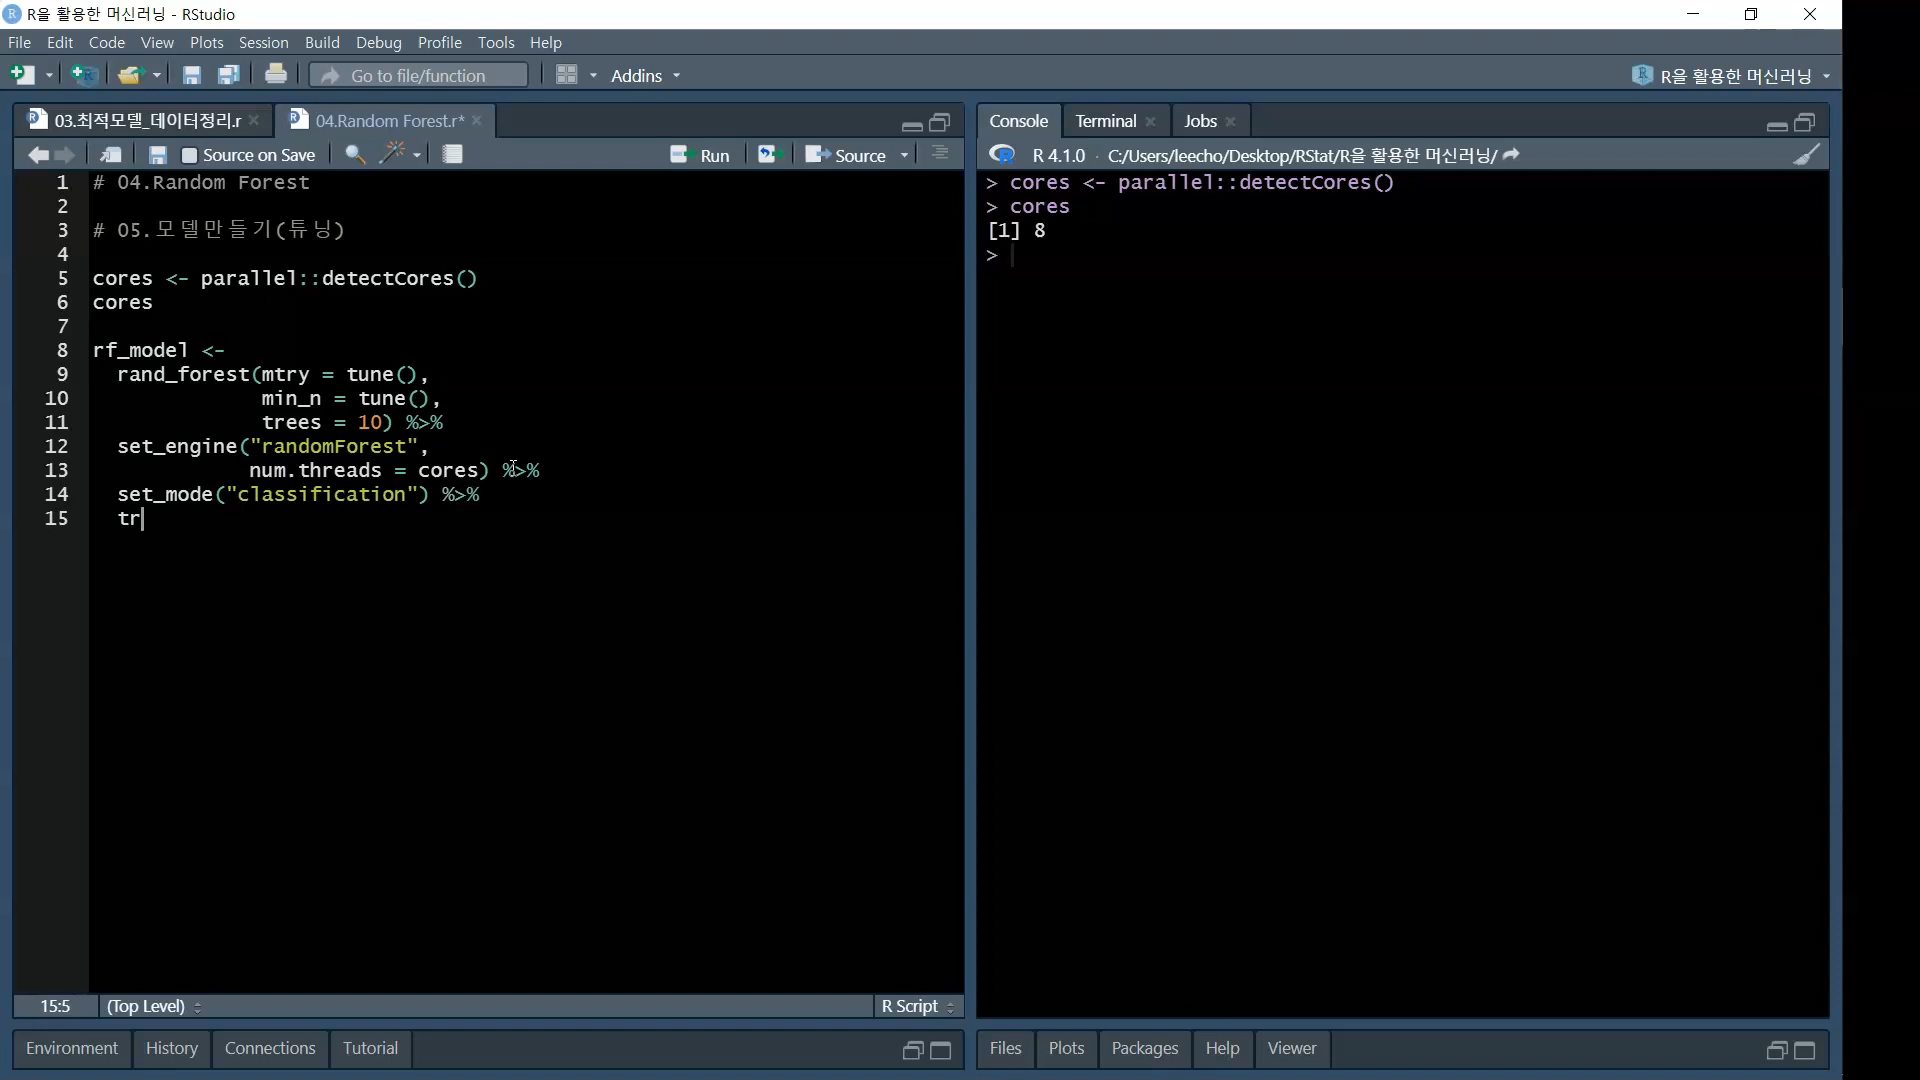 R을 활용한 머신러닝 - RStudio
File Edit Code View Plots Session Build Debug Profile Tools Help
Go to file/function Addins R을 활용한 머신러닝
03.최적모델_데이터정리.r 04.Random Forest.r*
Source on Save Run Source
1 # 04.Random Forest
2
3 # 05.모델만들기(튜닝)
4
5 cores <- parallel::detectCores()
6 cores
7
8 rf_model <-
9 rand_forest(mtry = tune(),
10 min_n = tune(),
11 trees = 10) %>%
12 set_engine("randomForest",
13 num.threads = cores) %>%
14 set_mode("classification") %>%
15 tr
15:5 (Top Level) R Script
Environment History Connections Tutorial
Console Terminal Jobs
R 4.1.0 · C:/Users/leecho/Desktop/RStat/R을 활용한 머신러닝/
> cores <- parallel::detectCores()
> cores
[1] 8
>
Files Plots Packages Help Viewer